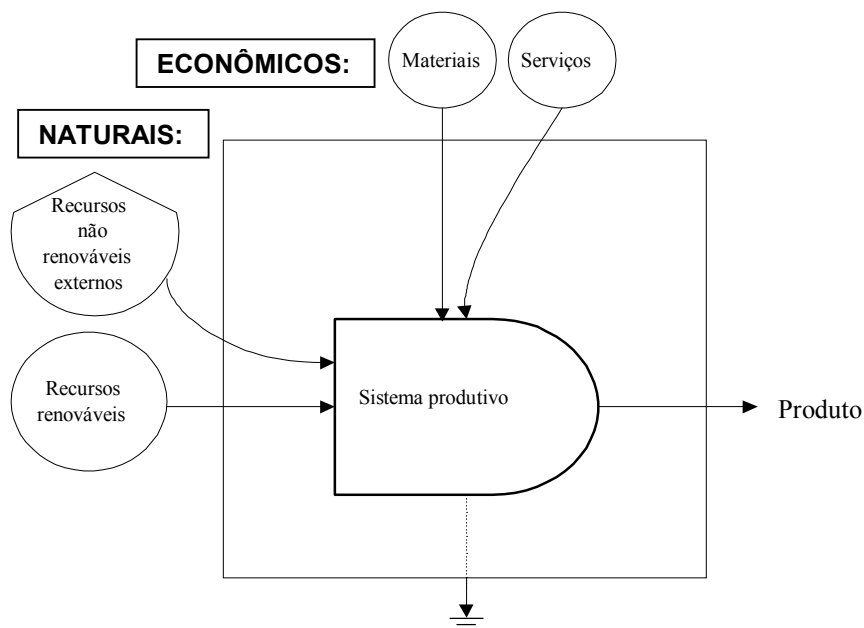 ECONÔMICOS:
Materiais
Serviços
NATURAIS:
Recursos
não
renováveis
externos
Recursos
renováveis
Sistema produtivo
Produto